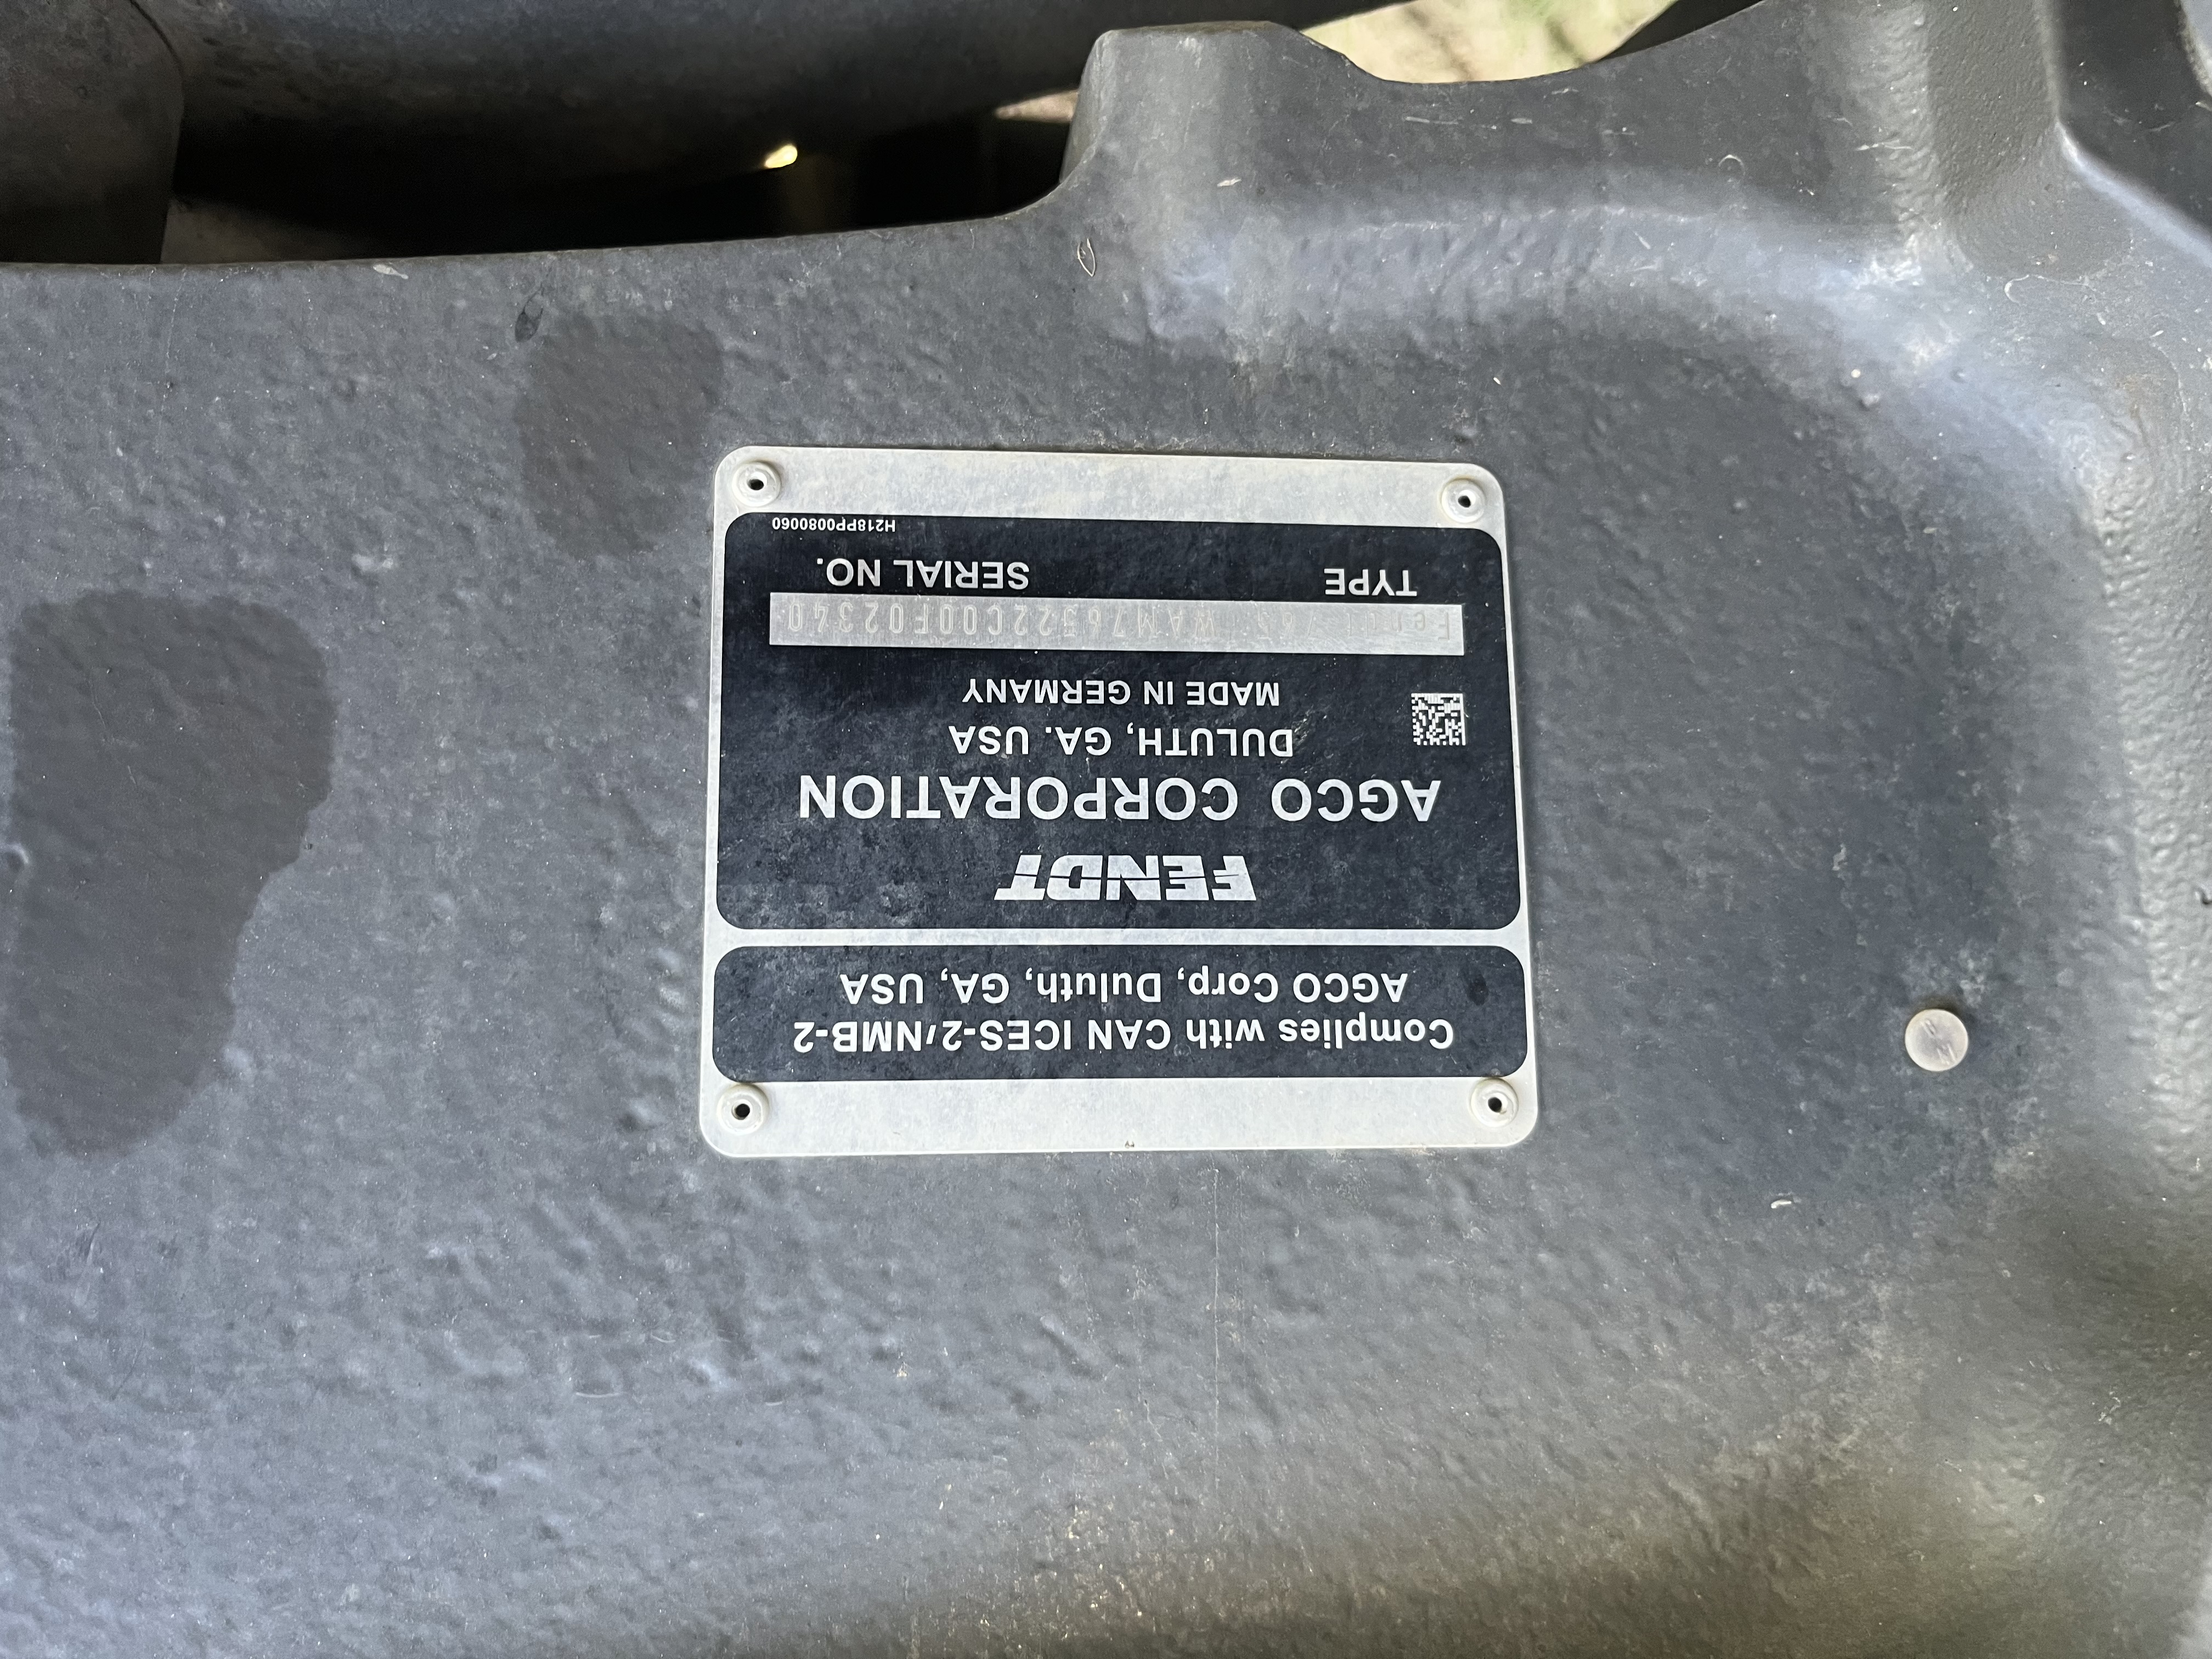 Complies with CAN ICES-2/NMB-2
AGCO Corp, Duluth, GA, USA
FENDT
AGCO CORPORATION
DULUTH, GA. USA
MADE IN GERMANY
WAM76522C00F02340
TYPE SERIAL NO.
H218PP0080060